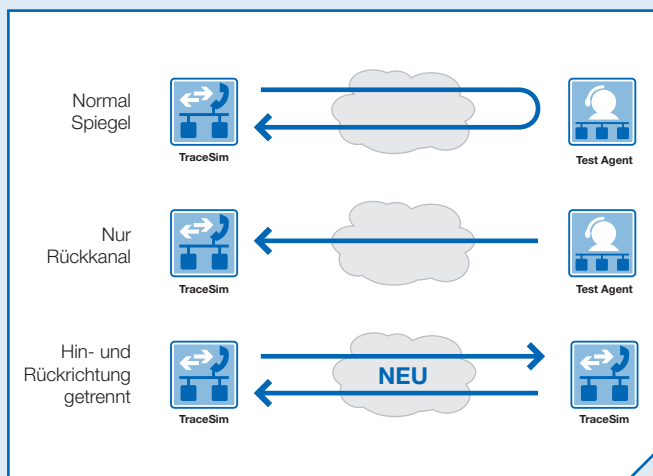 Normal
Spiegel
TraceSim
Test Agent
Nur
Rückkanal
TraceSim
Test Agent
Hin- und
Rückrichtung
getrennt
NEU
TraceSim
TraceSim